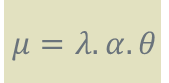 μ = λ. α. θ